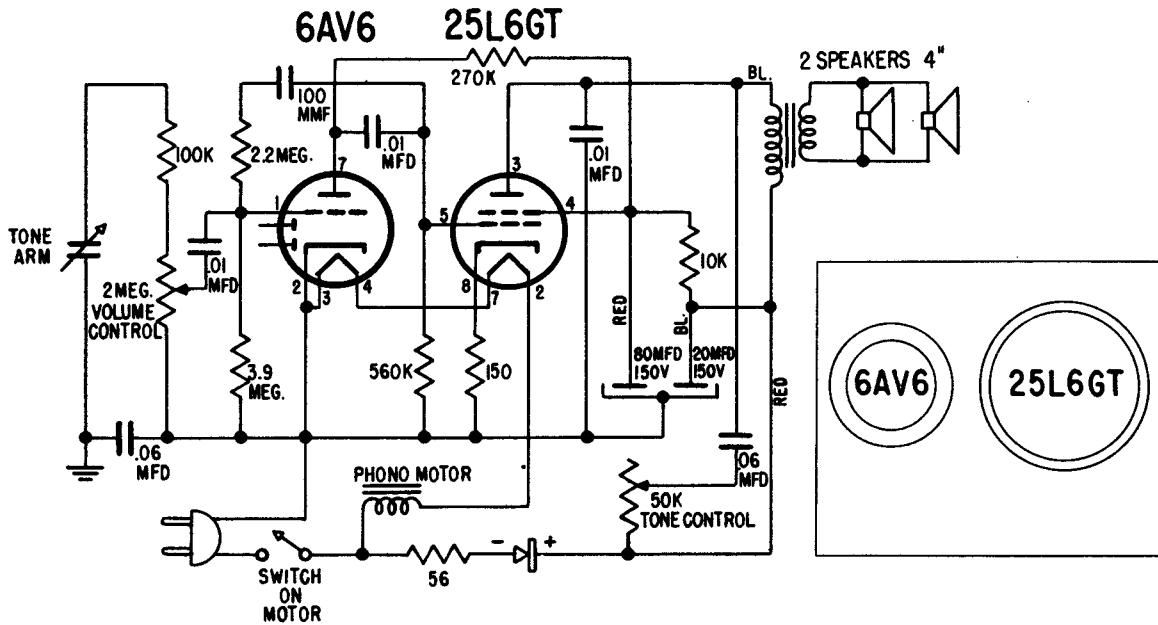 6AV6
25L6GT
270K
BL.
2 SPEAKERS 4"
100
MMF
100K
2.2 MEG.
.01
MFD
.01
MFD
7
3
1
5
4
TONE
ARM
.01
MFD
2 MEG.
VOLUME
CONTROL
2
3
4
8
7
2
10K
RED
BL.
3.9
MEG.
560K
150
80MFD
150V
20MFD
150V
RED
6AV6
25L6GT
.06
MFD
PHONO MOTOR
.06
MFD
50K
TONE CONTROL
SWITCH
ON
MOTOR
56
-
+